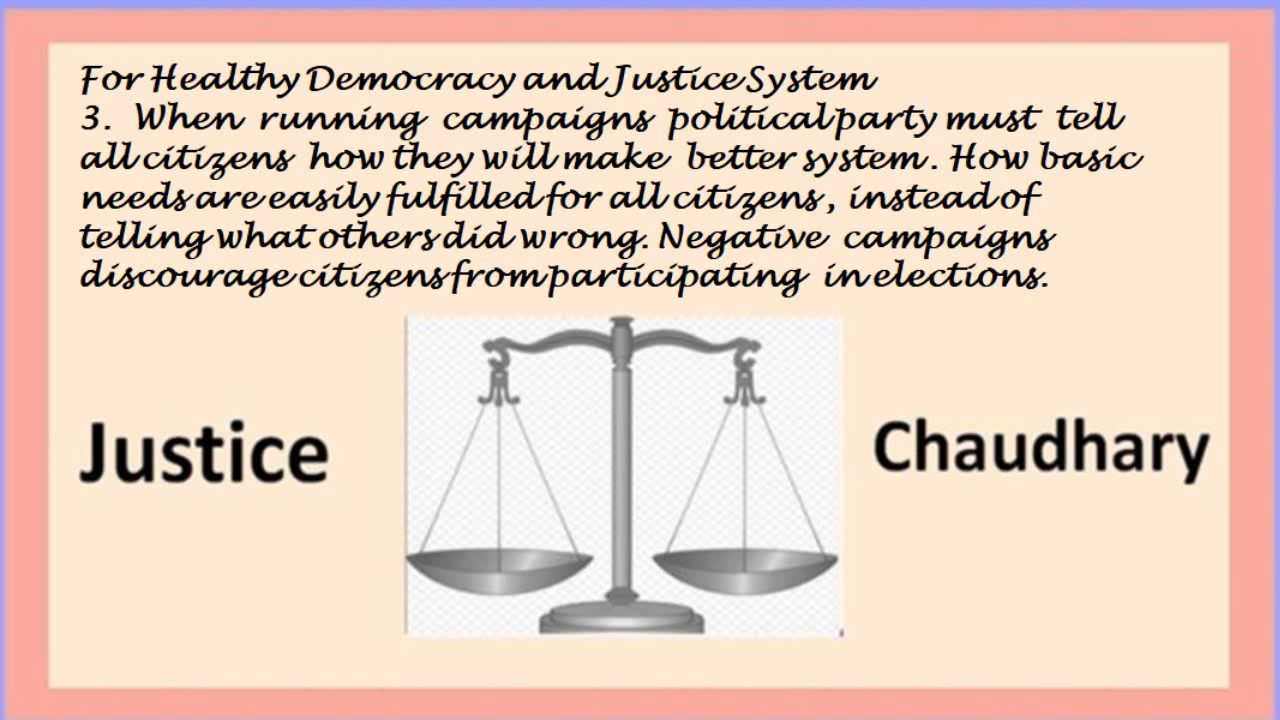 For Healthy Democracy and Justice System
3. When running campaigns political party must tell
all citizens how they will make better system. How basic
needs are easily fulfilled for all citizens, instead of
telling what others did wrong. Negative campaigns
discourage citizens from participating in elections.
Justice
Chaudhary